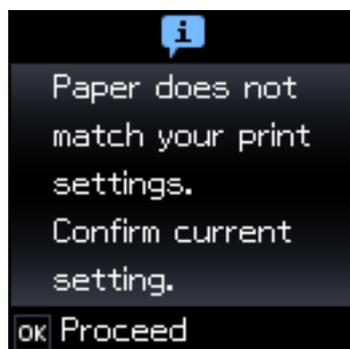 i
Paper does not
match your print
settings.
Confirm current
setting.
OK Proceed